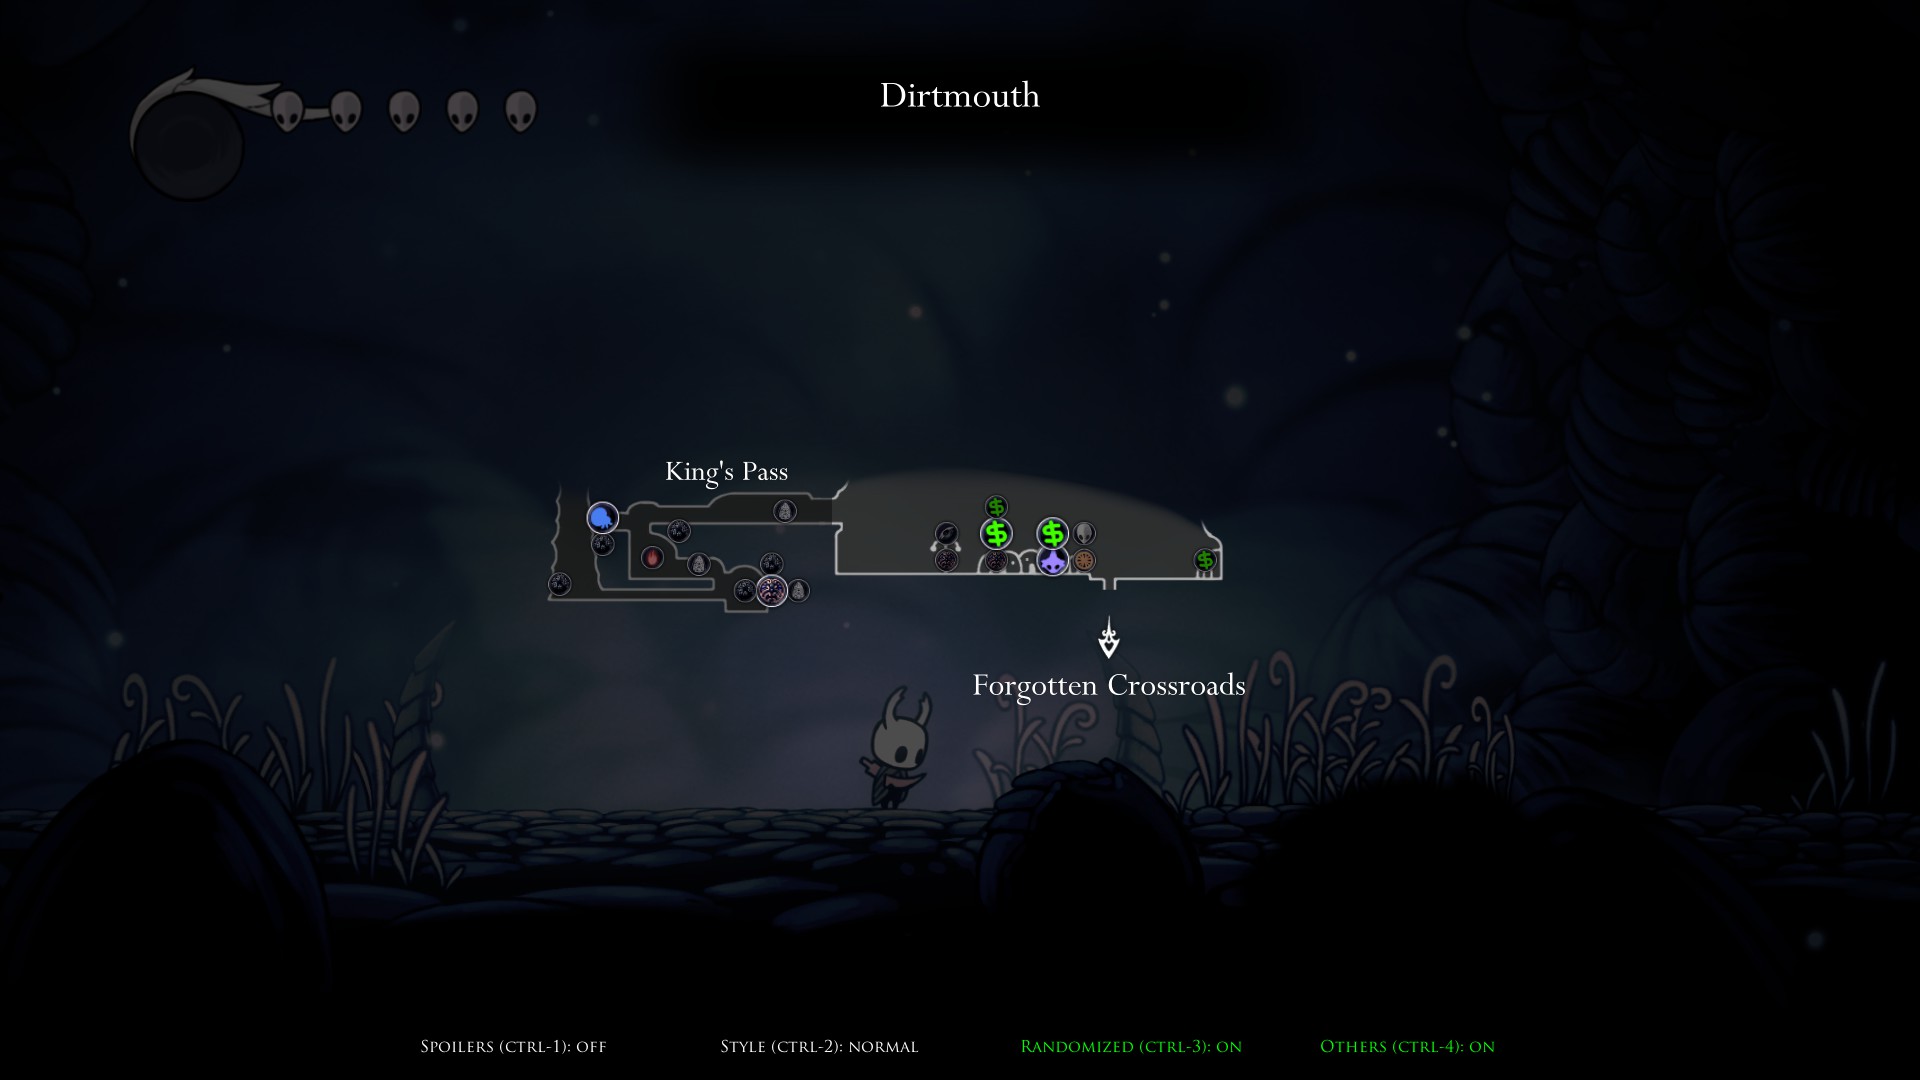 Dirtmouth
King's Pass
$
$ $
$
Forgotten Crossroads
Spoilers (ctrl-1): off
Style (ctrl-2): normal
Randomized (ctrl-3): on
Others (ctrl-4): on